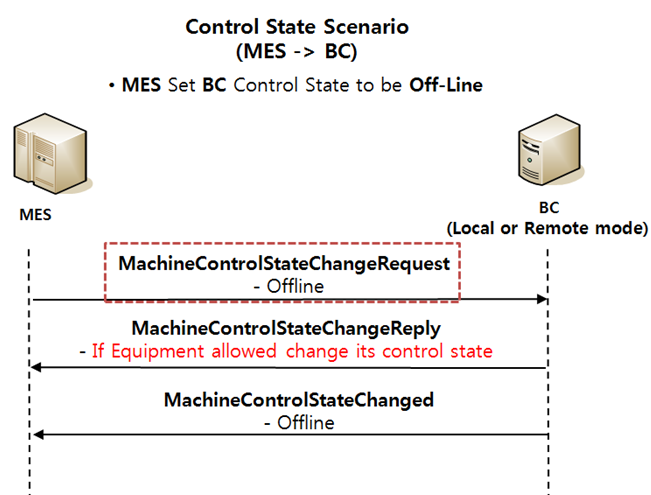 Control State Scenario
(MES -> BC)
• MES Set BC Control State to be Off-Line
MES
BC
(Local or Remote mode)
MachineControlStateChangeRequest
- Offline
MachineControlStateChangeReply
- If Equipment allowed change its control state
MachineControlStateChanged
- Offline